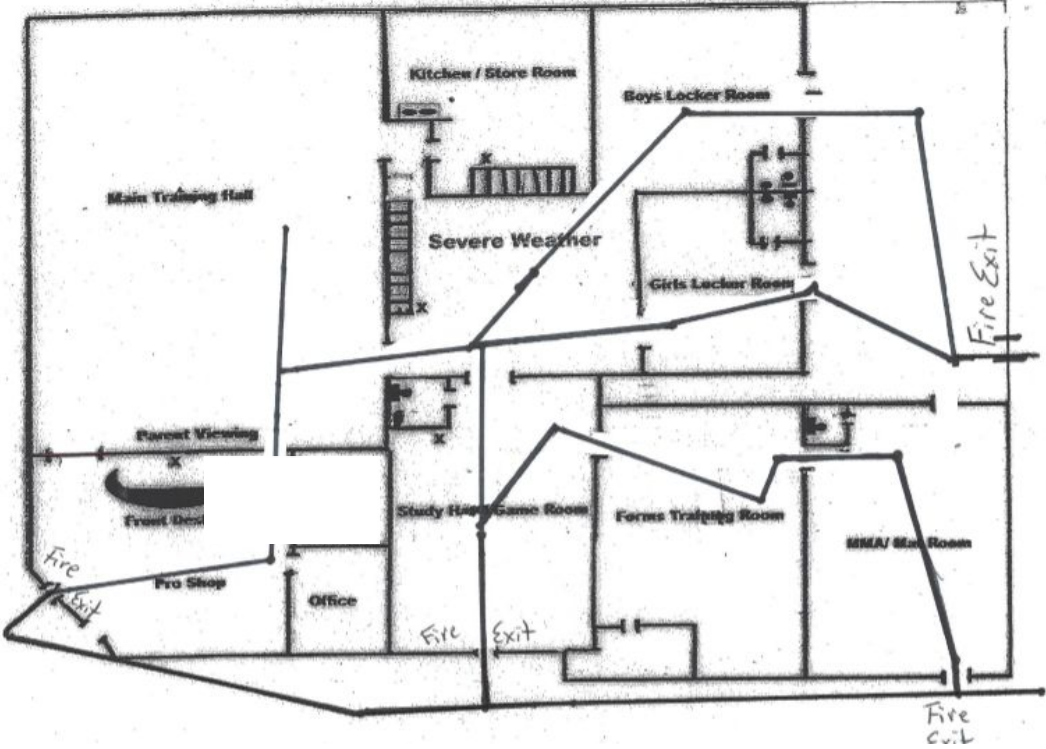 Kitchen / Store Room
Boys Locker Room
Main Training Hall
X
Severe Weather
Fire Exit
Girls Locker Room
X
Parent Viewing
X
X
Study Hall/Game Room
Forms Training Room
Front
MMA/ Mat Room
Fire
Exit
Pro Shop
Office
Fire Exit
Fire
Exit